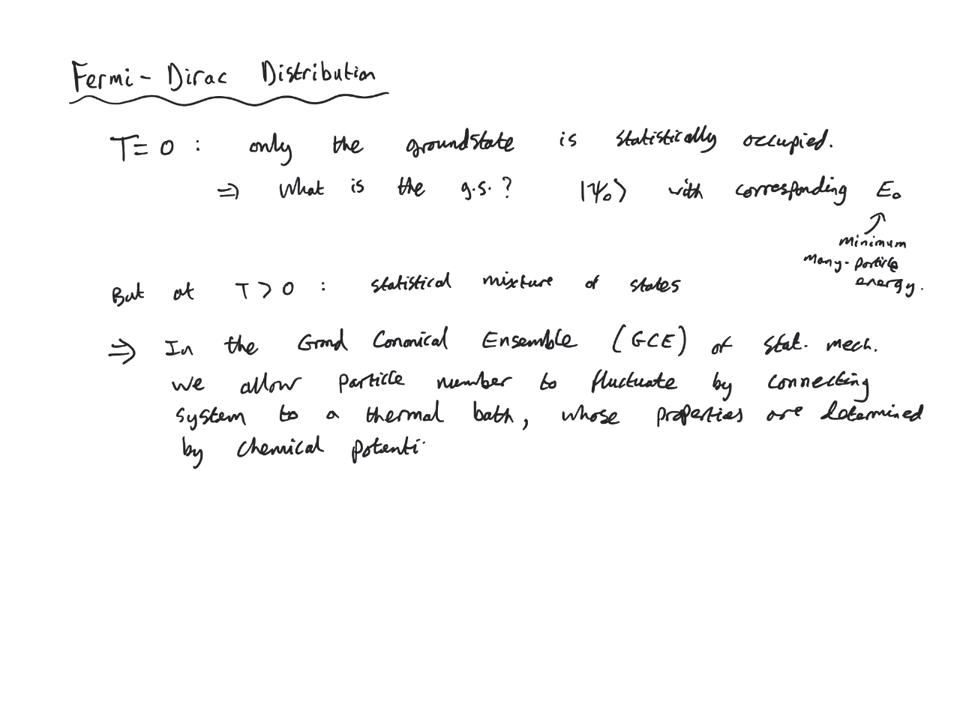 Fermi - Dirac Distribution
T = 0 : only the groundstate is statistically occupied.
⇒ What is the g.s.? |ψ₀⟩ with corresponding E₀
minimum
many-particle
energy.
But at T > 0 : statistical mixture of states
⇒ In the Grand Canonical Ensemble (GCE) of stat. mech.
we allow particle number to fluctuate by connecting
system to a thermal bath, whose properties are determined
by chemical potenti